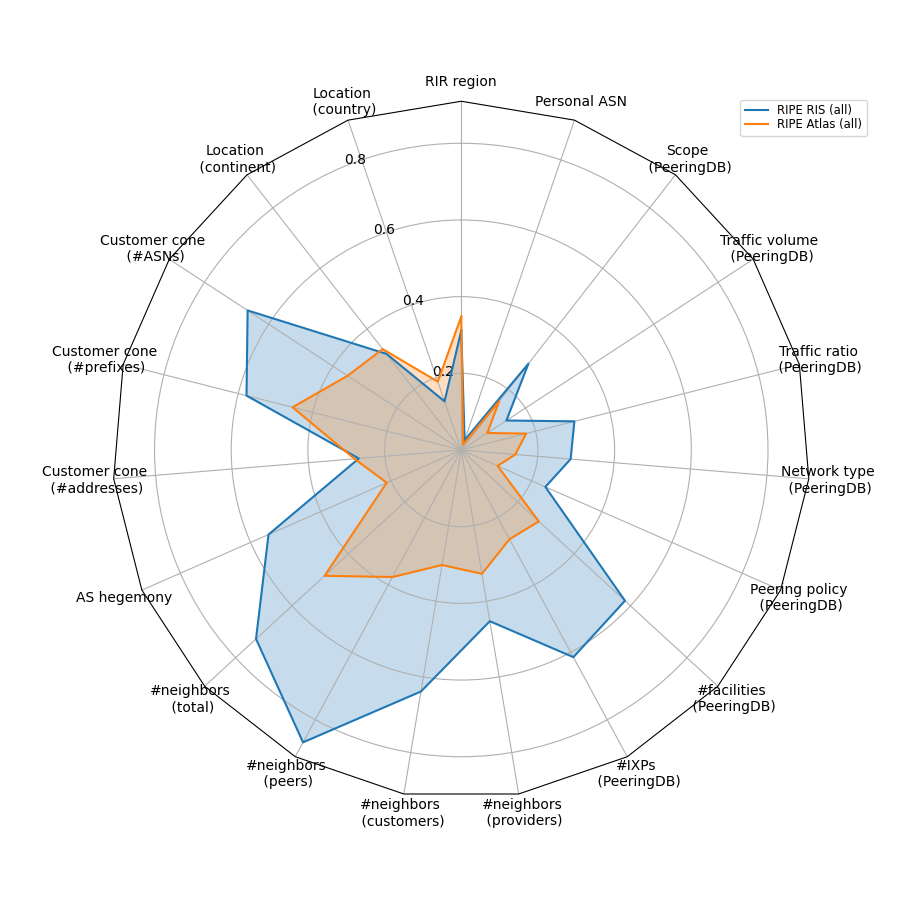 RIR region
Personal ASN
Scope
(PeeringDB)
Traffic volume
(PeeringDB)
Traffic ratio
(PeeringDB)
Network type
(PeeringDB)
Peering policy
(PeeringDB)
#facilities
(PeeringDB)
#IXPs
(PeeringDB)
#neighbors
(providers)
#neighbors
(customers)
#neighbors
(peers)
#neighbors
(total)
AS hegemony
Customer cone
(#addresses)
Customer cone
(#prefixes)
Customer cone
(#ASNs)
Location
(continent)
Location
(country)
0.2
0.4
0.6
0.8
RIPE RIS (all)
RIPE Atlas (all)